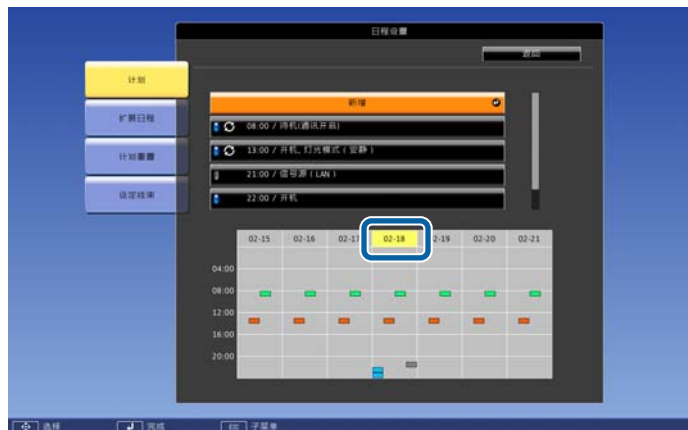 日程设置
返回
计划
扩展日程
计划重置
设定结果
新增
08:00 / 待机(通讯开启)
13:00 / 开机, 灯光模式 ( 安静 )
21:00 / 信号源 ( LAN )
22:00 / 开机
02-15 02-16 02-17 02-18 02-19 02-20 02-21
04:00
08:00
12:00
16:00
20:00
选择 完成 Esc 子菜单